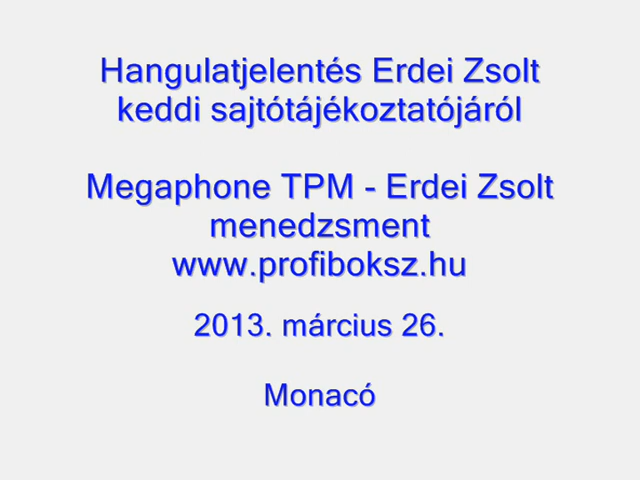 Hangulatjelentés Erdei Zsolt
keddi sajtótájékoztatójáról
Megaphone TPM - Erdei Zsolt
menedzsment
www.profiboksz.hu
2013. március 26.
Monacó